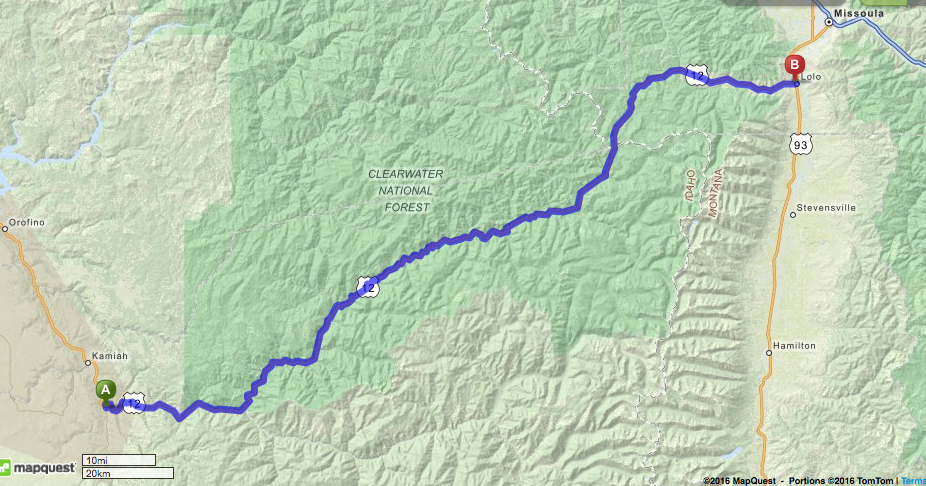 Missoula
B
Lolo
12
93
CLEARWATER
NATIONAL
FOREST
IDAHO
MONTANA
Stevensville
Orofino
12
Hamilton
Kamiah
A
12
10mi
20km
mapquest
©2016 MapQuest - Portions ©2016 TomTom | Terms